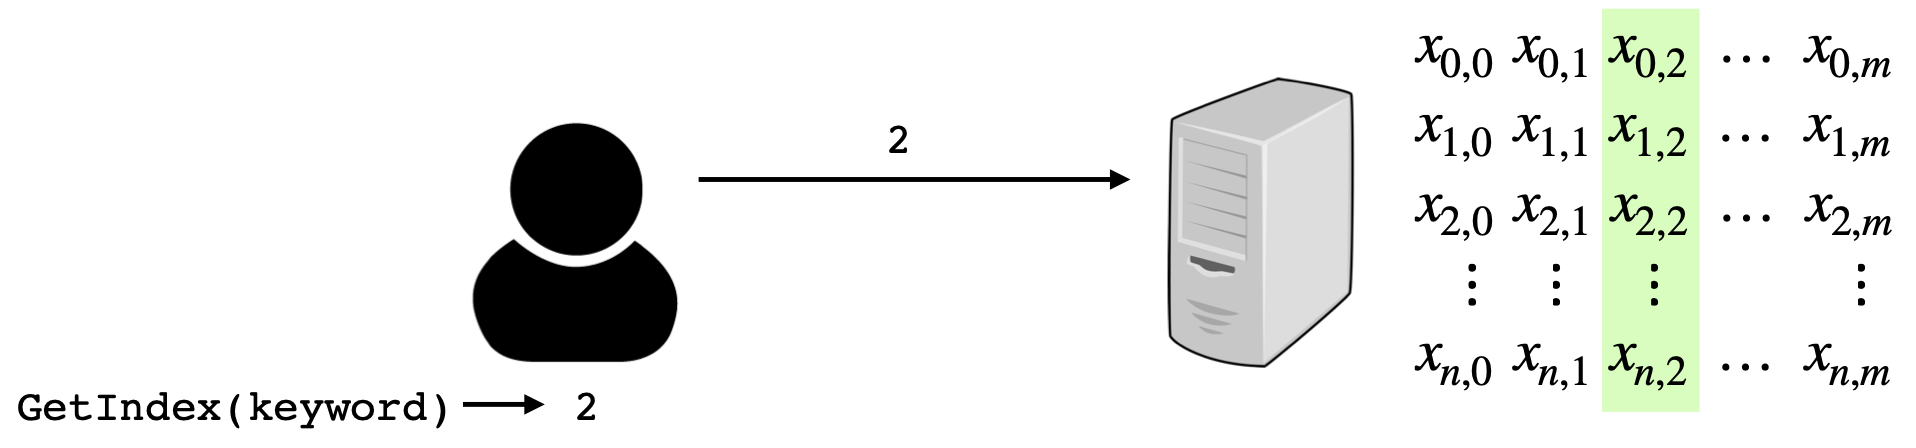 2
GetIndex(keyword) ⟶ 2
x₀,₀ x₀,₁ x₀,₂ ⋯ x₀,ₘ
x₁,₀ x₁,₁ x₁,₂ ⋯ x₁,ₘ
x₂,₀ x₂,₁ x₂,₂ ⋯ x₂,ₘ
⋮ ⋮ ⋮ ⋮
xₙ,₀ xₙ,₁ xₙ,₂ ⋯ xₙ,ₘ